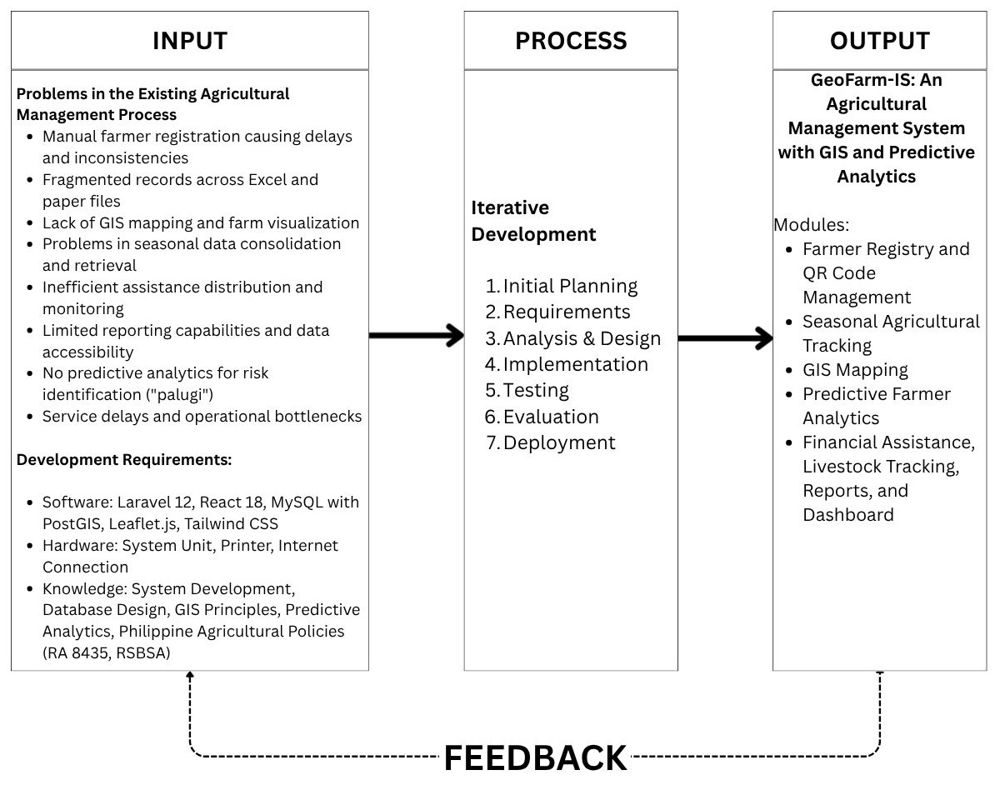 INPUT
Problems in the Existing Agricultural
Management Process
• Manual farmer registration causing delays
and inconsistencies
• Fragmented records across Excel and
paper files
• Lack of GIS mapping and farm visualization
• Problems in seasonal data consolidation
and retrieval
• Inefficient assistance distribution and
monitoring
• Limited reporting capabilities and data
accessibility
• No predictive analytics for risk
identification ("palugi")
• Service delays and operational bottlenecks
Development Requirements:
• Software: Laravel 12, React 18, MySQL with
PostGIS, Leaflet.js, Tailwind CSS
• Hardware: System Unit, Printer, Internet
Connection
• Knowledge: System Development,
Database Design, GIS Principles, Predictive
Analytics, Philippine Agricultural Policies
(RA 8435, RSBSA)
PROCESS
Iterative
Development
1. Initial Planning
2. Requirements
3. Analysis & Design
4. Implementation
5. Testing
6. Evaluation
7. Deployment
OUTPUT
GeoFarm-IS: An
Agricultural
Management System
with GIS and Predictive
Analytics
Modules:
• Farmer Registry and
QR Code
Management
• Seasonal Agricultural
Tracking
• GIS Mapping
• Predictive Farmer
Analytics
• Financial Assistance,
Livestock Tracking,
Reports, and
Dashboard
FEEDBACK